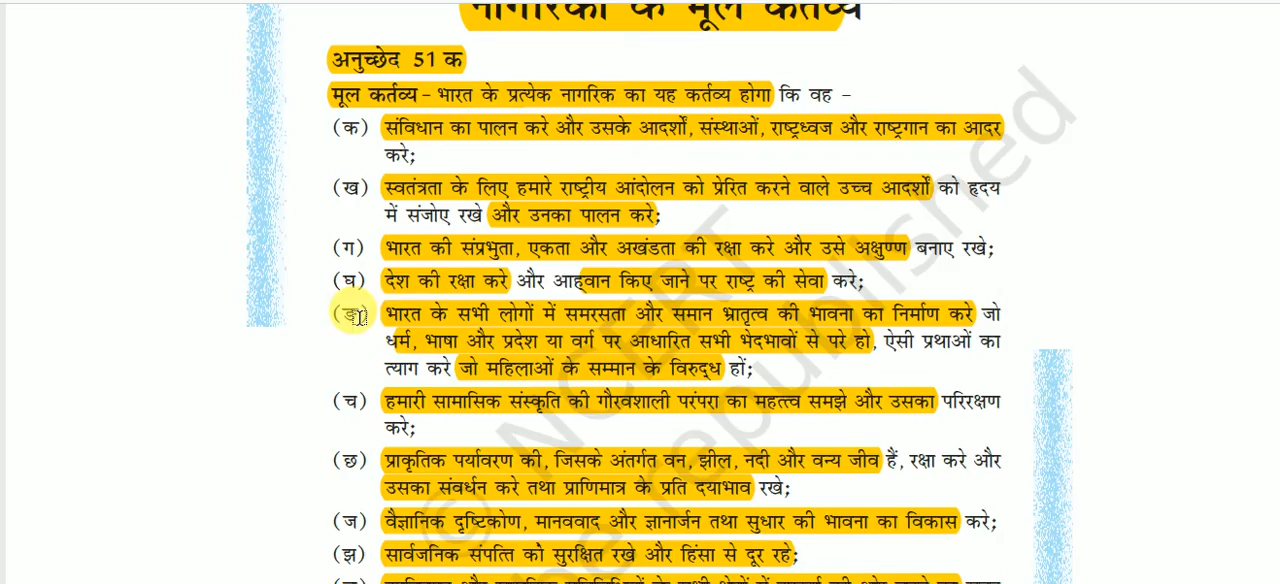 नागरिकों के मूल कर्तव्य
अनुच्छेद 51 क
मूल कर्तव्य – भारत के प्रत्येक नागरिक का यह कर्तव्य होगा कि वह –
(क) संविधान का पालन करे और उसके आदर्शों, संस्थाओं, राष्ट्रध्वज और राष्ट्रगान का आदर
करे;
(ख) स्वतंत्रता के लिए हमारे राष्ट्रीय आंदोलन को प्रेरित करने वाले उच्च आदर्शों को हृदय
में संजोए रखे और उनका पालन करे;
(ग) भारत की संप्रभुता, एकता और अखंडता की रक्षा करे और उसे अक्षुण्ण बनाए रखे;
(घ) देश की रक्षा करे और आह्वान किए जाने पर राष्ट्र की सेवा करे;
(ङ) भारत के सभी लोगों में समरसता और समान भ्रातृत्व की भावना का निर्माण करे जो
धर्म, भाषा और प्रदेश या वर्ग पर आधारित सभी भेदभावों से परे हो, ऐसी प्रथाओं का
त्याग करे जो महिलाओं के सम्मान के विरुद्ध हों;
(च) हमारी सामासिक संस्कृति की गौरवशाली परंपरा का महत्त्व समझे और उसका परिरक्षण
करे;
(छ) प्राकृतिक पर्यावरण की, जिसके अंतर्गत वन, झील, नदी और वन्य जीव हैं, रक्षा करे और
उसका संवर्धन करे तथा प्राणिमात्र के प्रति दयाभाव रखे;
(ज) वैज्ञानिक दृष्टिकोण, मानववाद और ज्ञानार्जन तथा सुधार की भावना का विकास करे;
(झ) सार्वजनिक संपत्ति को सुरक्षित रखे और हिंसा से दूर रहे;
© NCERT
be republished